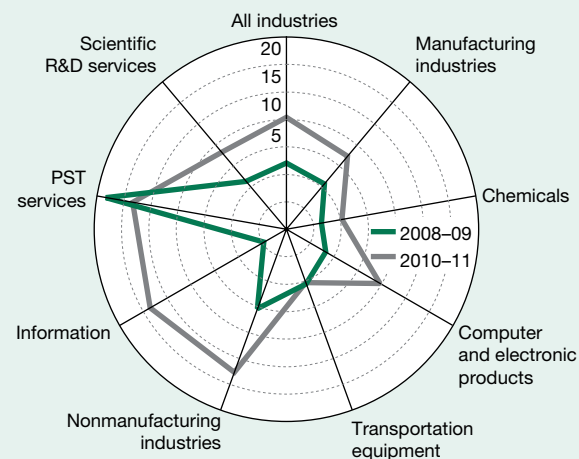 All industries
Scientific
R&D services
Manufacturing
industries
20
15
10
5
PST
services
Chemicals
2008–09
2010–11
Information
Computer
and electronic
products
Nonmanufacturing
industries
Transportation
equipment